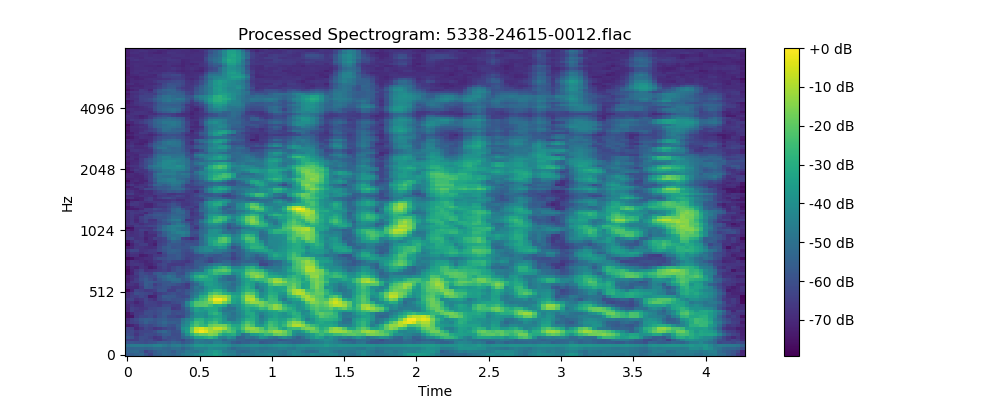 Processed Spectrogram: 5338-24615-0012.flac
Hz
4096
2048
1024
512
0
0 0.5 1 1.5 2 2.5 3 3.5 4
Time
+0 dB
-10 dB
-20 dB
-30 dB
-40 dB
-50 dB
-60 dB
-70 dB